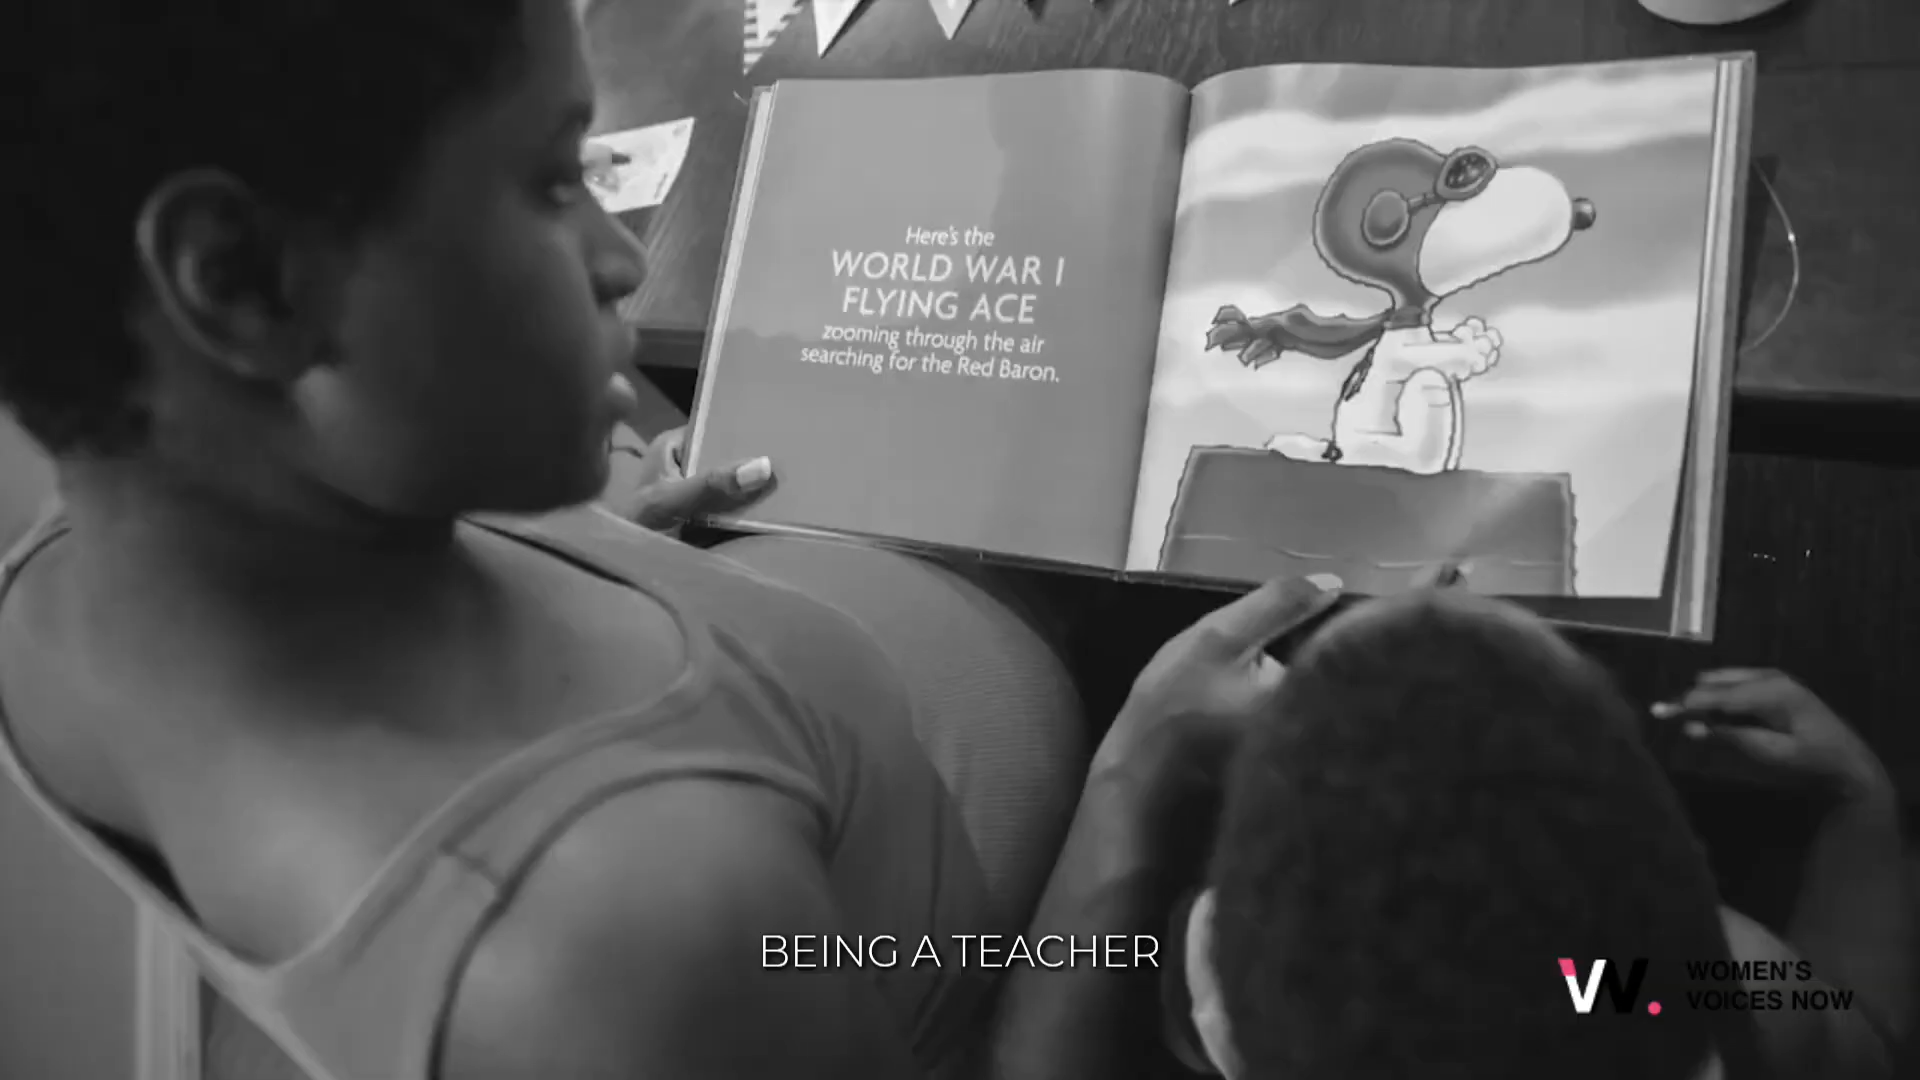 Here's the
WORLD WAR I
FLYING ACE
zooming through the air
searching for the Red Baron.
BEING A TEACHER
WOMEN'S
VOICES NOW